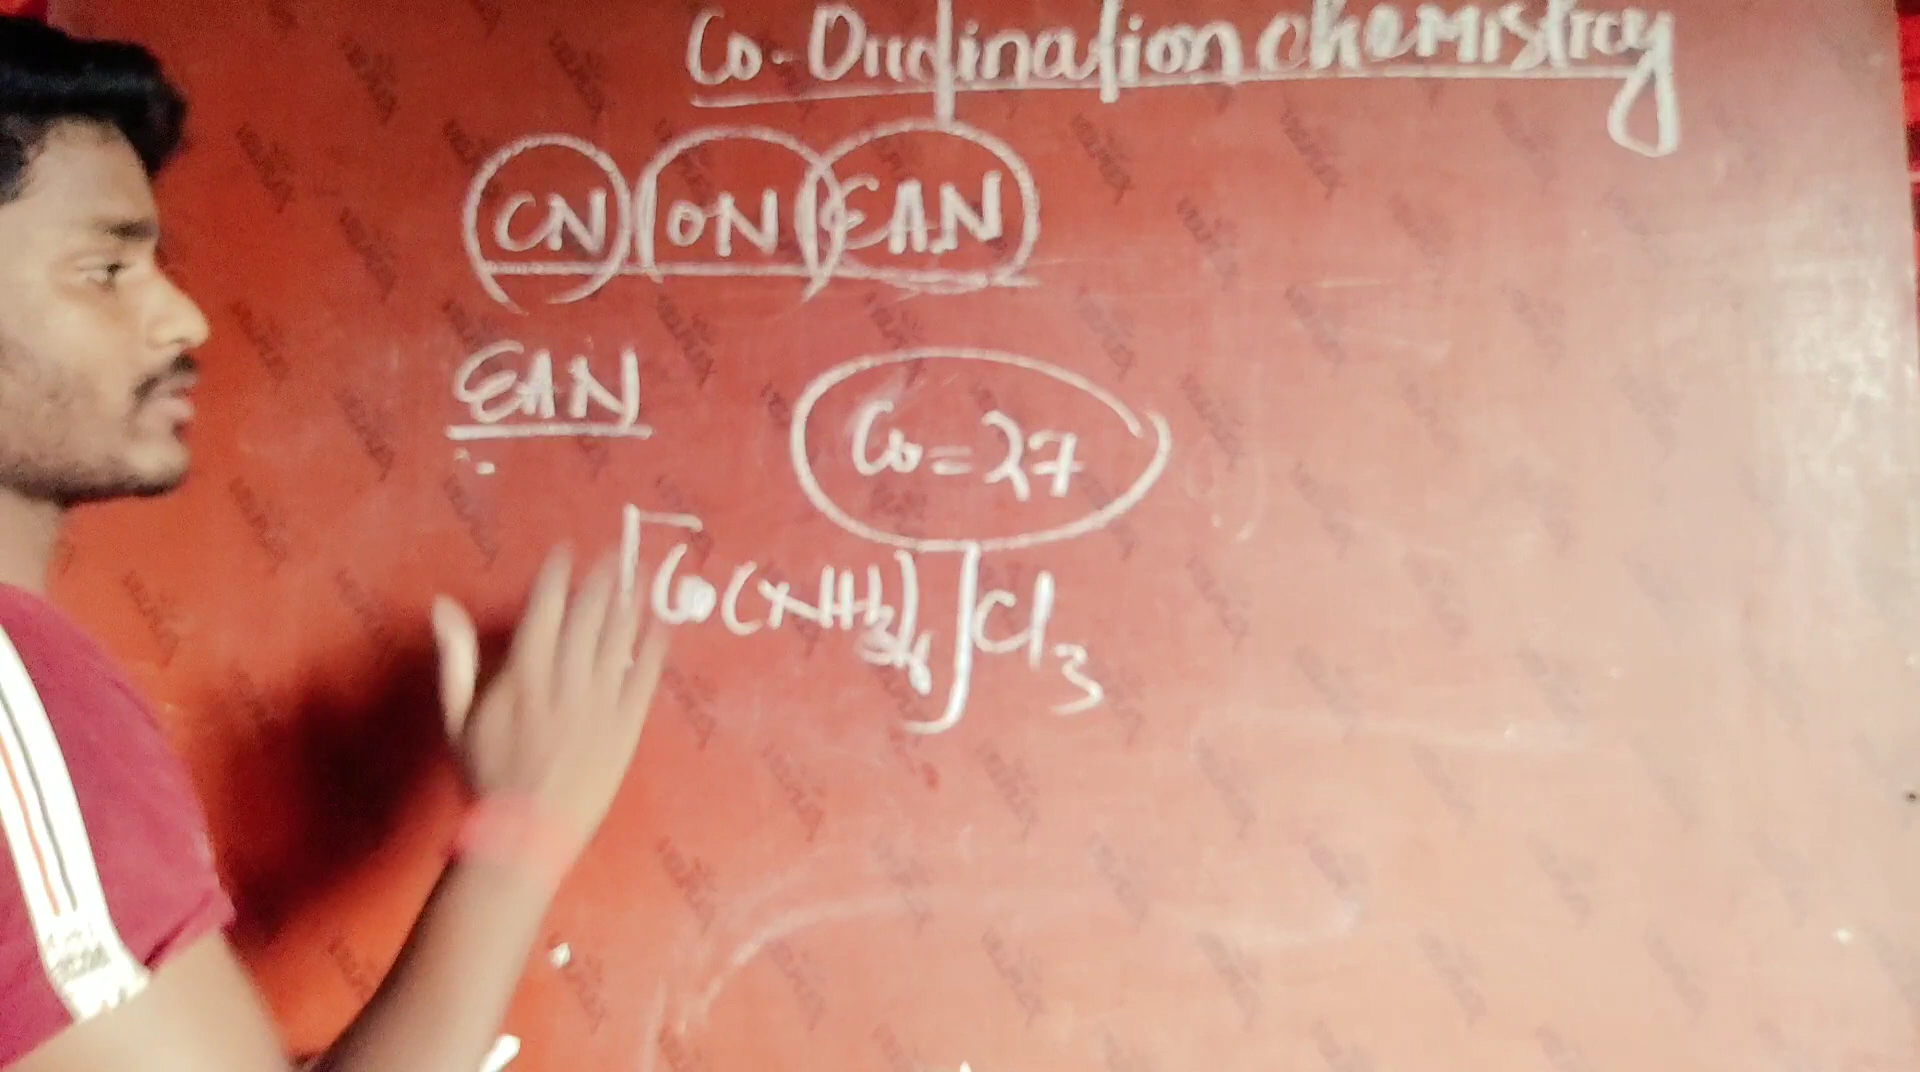 Co-Ordination chemistry
CN ON EAN
EAN
Co = 27
[Co(NH3)6]Cl3